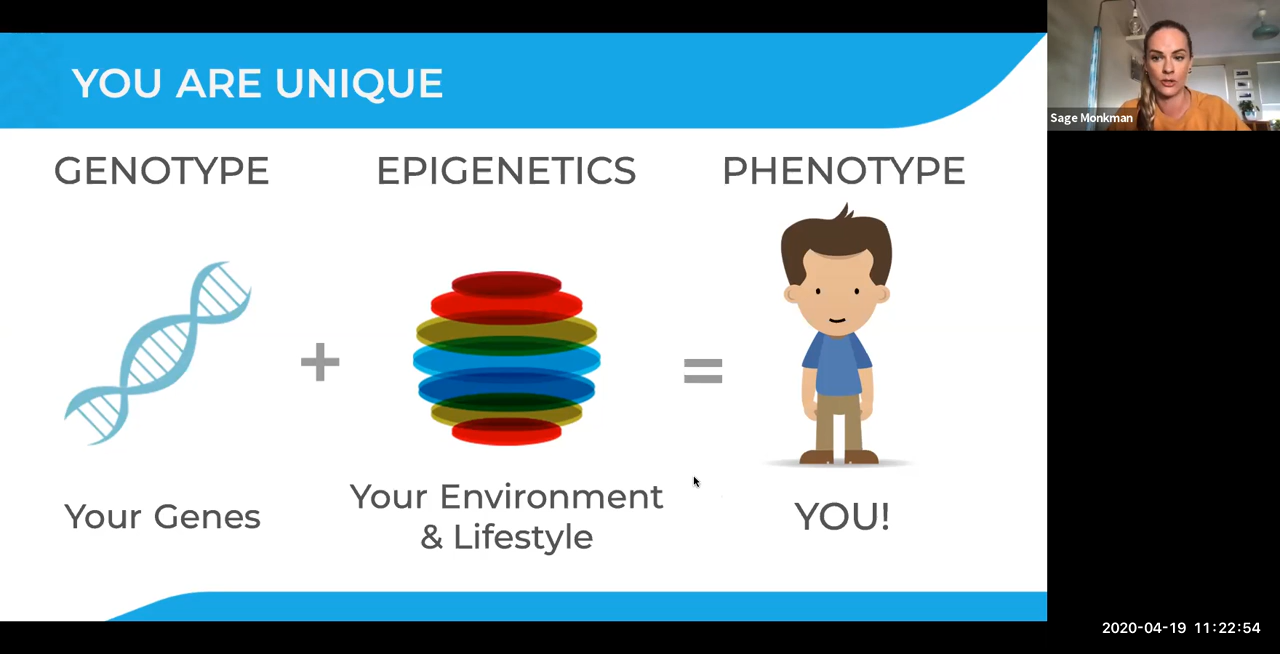 YOU ARE UNIQUE
Sage Monkman
GENOTYPE
EPIGENETICS
PHENOTYPE
+
=
Your Genes
Your Environment
& Lifestyle
YOU!
2020-04-19 11:22:54